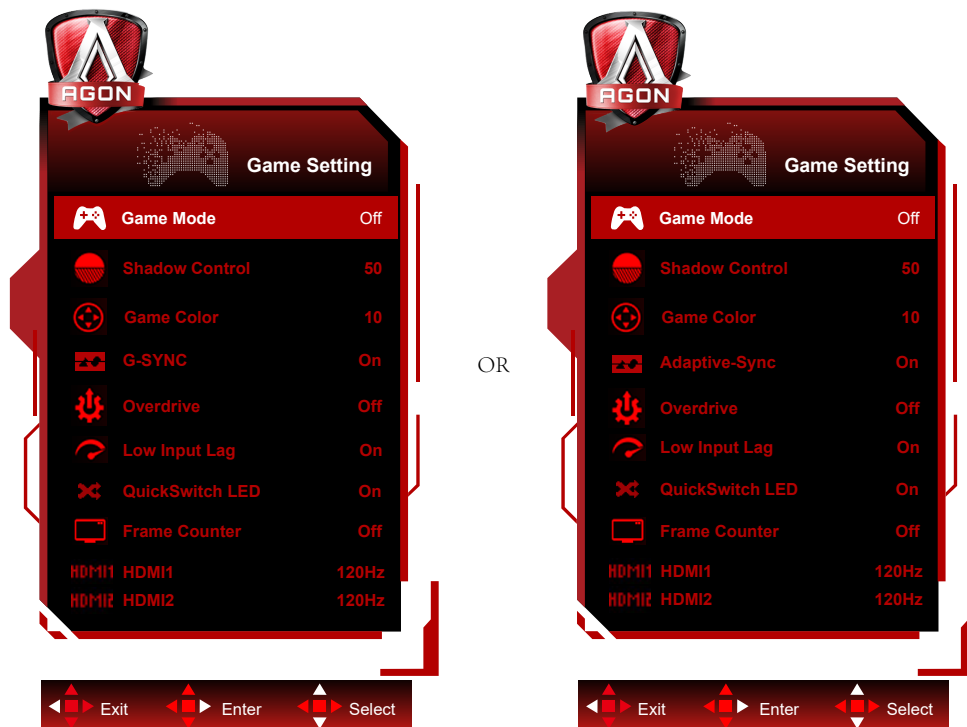 AGON
Game Setting
Game Mode Off
Shadow Control 50
Game Color 10
G-SYNC On
Overdrive Off
Low Input Lag On
QuickSwitch LED On
Frame Counter Off
HDMI1 HDMI1 120Hz
HDMI2 HDMI2 120Hz
Exit Enter Select
OR
AGON
Game Setting
Game Mode Off
Shadow Control 50
Game Color 10
Adaptive-Sync On
Overdrive Off
Low Input Lag On
QuickSwitch LED On
Frame Counter Off
HDMI1 HDMI1 120Hz
HDMI2 HDMI2 120Hz
Exit Enter Select